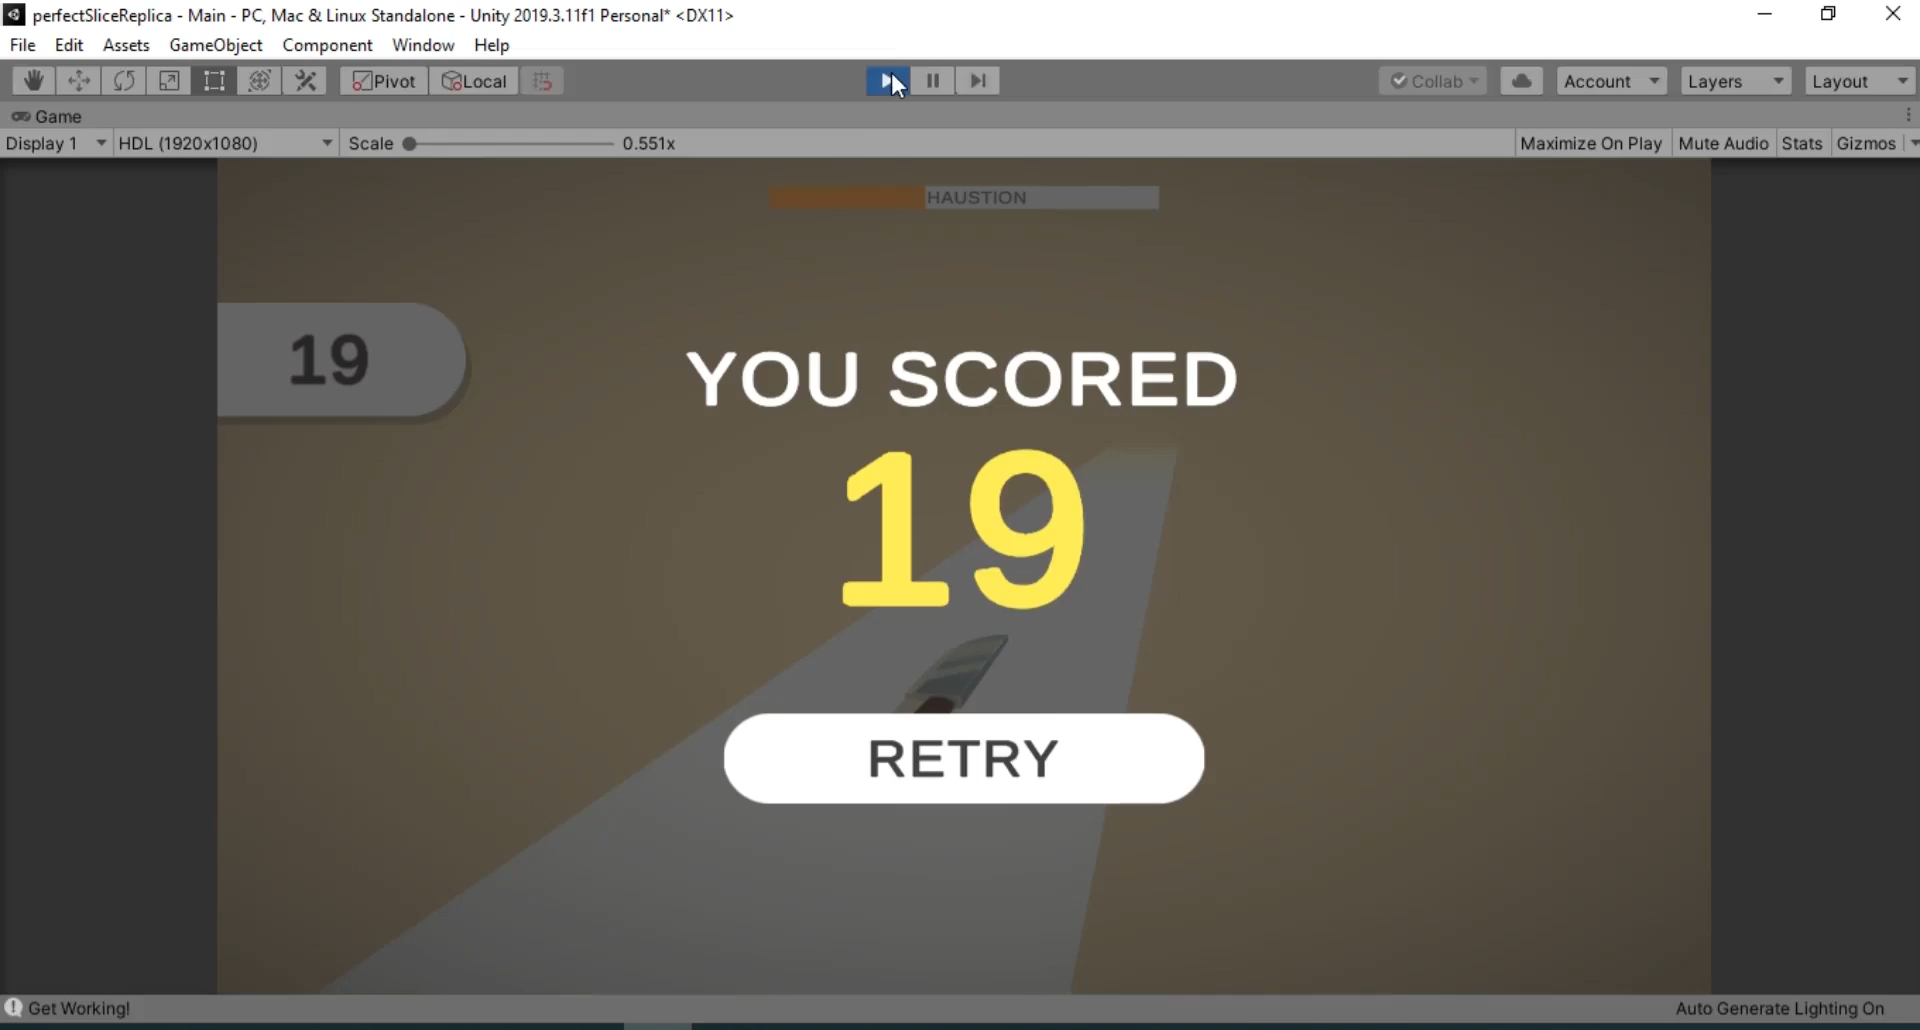 perfectSliceReplica - Main - PC, Mac & Linux Standalone - Unity 2019.3.11f1 Personal* <DX11>
File Edit Assets GameObject Component Window Help
Pivot Local Collab Account Layers Layout
Game
Display 1 HDL (1920x1080) Scale 0.551x Maximize On Play Mute Audio Stats Gizmos
HAUSTION
19
YOU SCORED
19
RETRY
Get Working! Auto Generate Lighting On